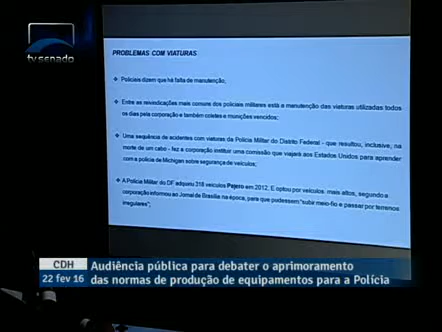 tv senado
PROBLEMAS COM VIATURAS
Policiais dizem que há falta de manutenção;
Entre as reivindicações mais comuns dos policiais militares está a manutenção das viaturas utilizadas todos
os dias pela corporação e também coletes e munições vencidos;
Uma sequência de acidentes com viaturas da Polícia Militar do Distrito Federal - que resultou, inclusive, na
morte de um cabo - fez a corporação instituir uma comissão que viajará aos Estados Unidos para aprender
com a polícia de Michigan sobre segurança de veículos;
A Polícia Militar do DF adquiriu 318 veículos Pajero em 2012. E optou por veículos mais altos, segundo a
corporação informou ao Jornal de Brasília na época, para que pudessem "subir meio-fio e passar por terrenos
irregulares";
CDH
Audiência pública para debater o aprimoramento
22 fev 16
das normas de produção de equipamentos para a Polícia